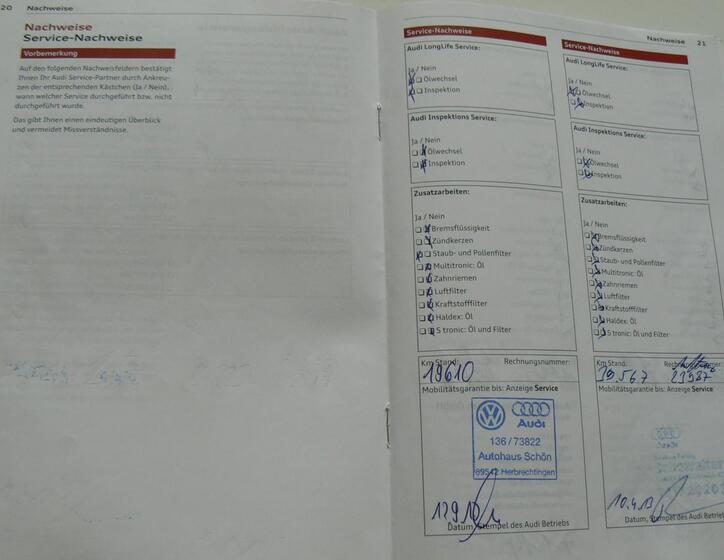 20 Nachweise
Nachweise
Service-Nachweise
Vorbemerkung
Auf den folgenden Nachweisfeldern bestätigt
Ihnen Ihr Audi Service-Partner durch Ankreu-
zen der entsprechenden Kästchen (Ja / Nein),
wann welcher Service durchgeführt bzw. nicht
durchgeführt wurde.
Das gibt Ihnen einen eindeutigen Überblick
und vermeidet Missverständnisse.
Service-Nachweise
Audi LongLife Service:
Ja / Nein
Ölwechsel
Inspektion
Audi Inspektions Service:
Ja / Nein
Ölwechsel
Inspektion
Zusatzarbeiten:
Ja / Nein
Bremsflüssigkeit
Zündkerzen
Staub- und Pollenfilter
Multitronic: Öl
Zahnriemen
Luftfilter
Kraftstofffilter
Haldex: Öl
S tronic: Öl und Filter
Km Stand: Rechnungsnummer:
19610
Mobilitätsgarantie bis: Anzeige Service
Audi
136/73822
Autohaus Schön
89542 Herbrechtingen
Datum, Stempel des Audi Betriebs
Nachweise 21
Service-Nachweise
Audi LongLife Service:
Ja / Nein
Ölwechsel
Inspektion
Audi Inspektions Service:
Ja / Nein
Ölwechsel
Inspektion
Zusatzarbeiten:
Ja / Nein
Bremsflüssigkeit
Zündkerzen
Staub- und Pollenfilter
Multitronic: Öl
Zahnriemen
Luftfilter
Kraftstofffilter
Haldex: Öl
S tronic: Öl und Filter
Km Stand:
39.567
Mobilitätsgarantie bis: Anzeige Service
10.4.13
Datum, Stempel des Audi Betriebs